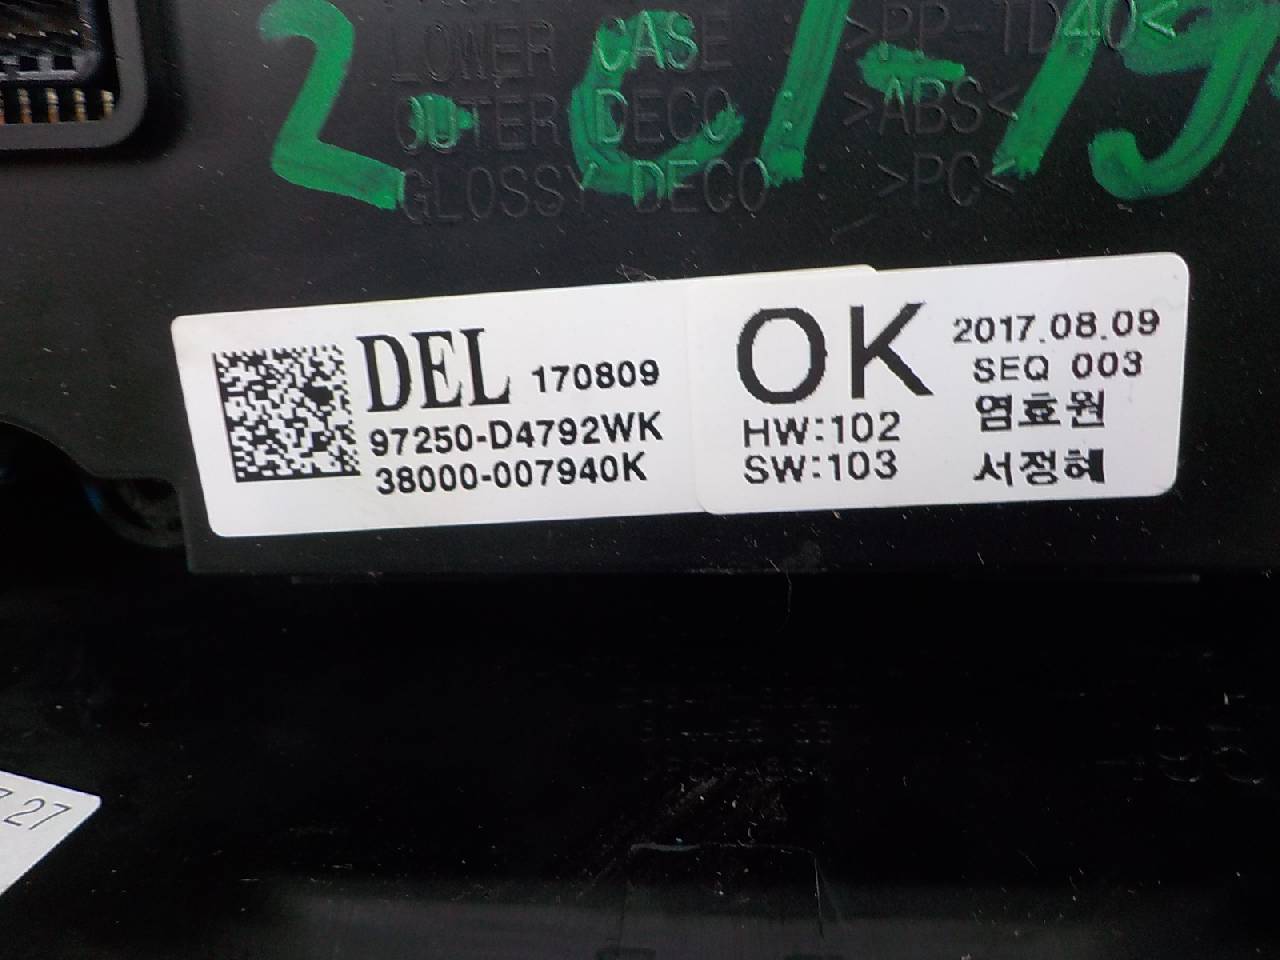 LOWER CASE : >PP-TD40<
OUTER DECO : >ABS<
GLOSSY DECO : >PC<
DEL 170809
97250-D4792WK
38000-007940K
OK
HW:102
SW:103
2017.08.09
SEQ 003
염효원
서정혜
27